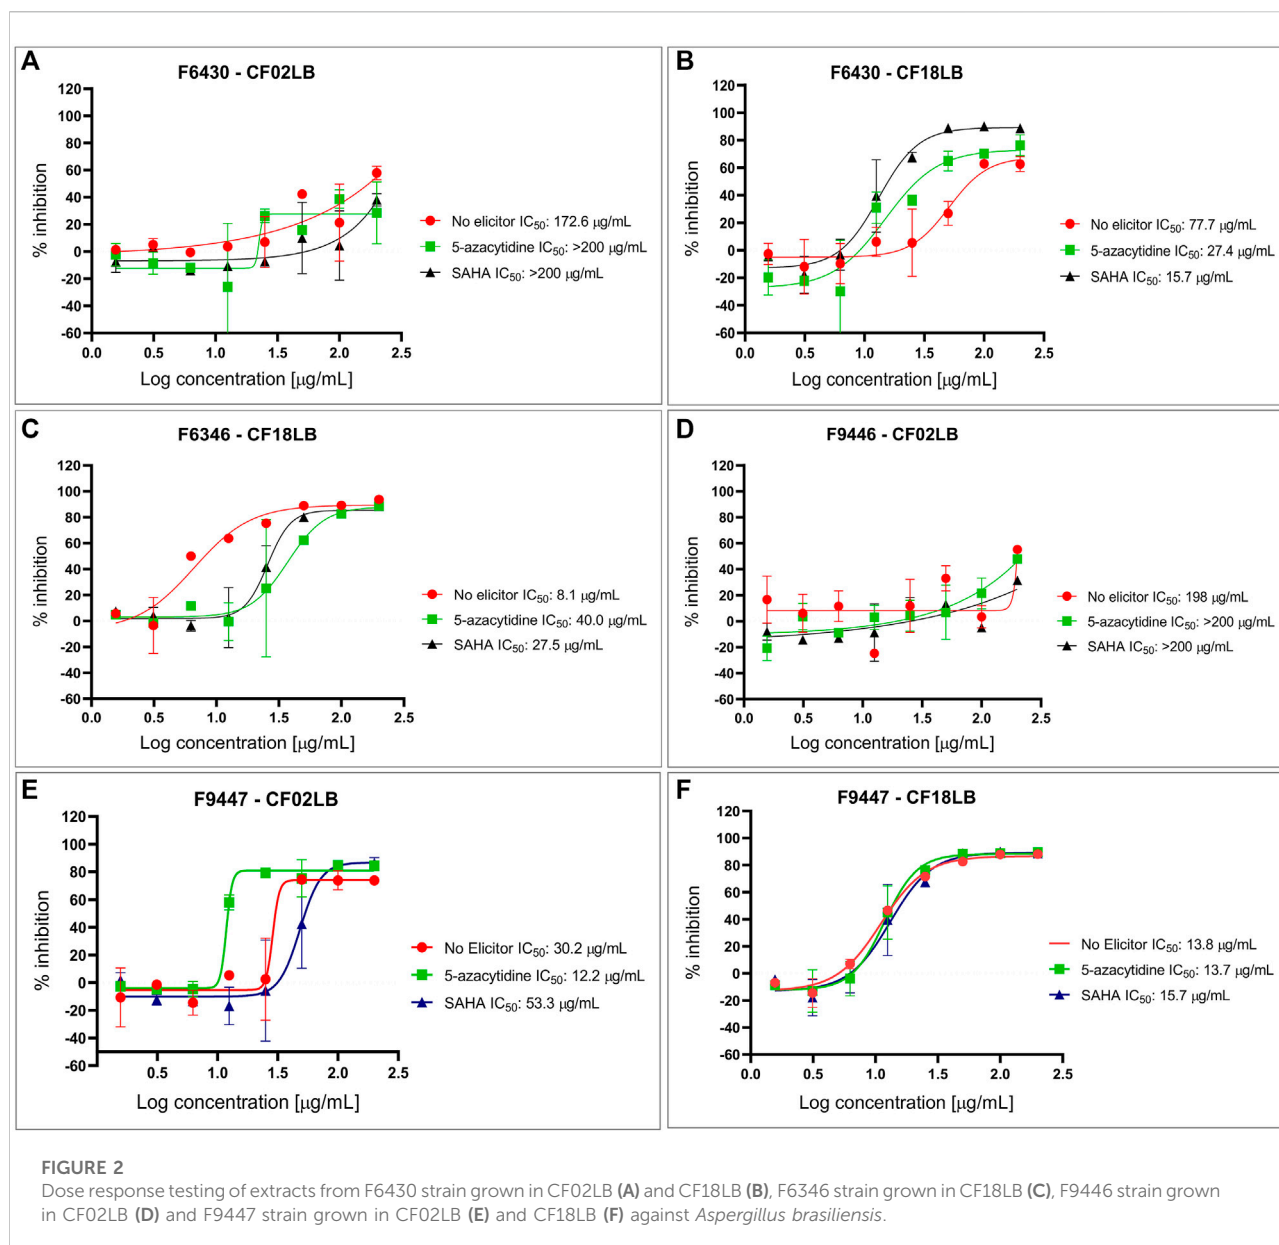 A
F6430 - CF02LB
120
100
80
60
40
20
0
-20
-40
-60
% inhibition
0.0 0.5 1.0 1.5 2.0 2.5
Log concentration [µg/mL]
No elicitor IC50: 172.6 µg/mL
5-azacytidine IC50: >200 µg/mL
SAHA IC50: >200 µg/mL
B
F6430 - CF18LB
120
100
80
60
40
20
0
-20
-40
-60
% inhibition
0.0 0.5 1.0 1.5 2.0 2.5
Log concentration [µg/mL]
No elicitor IC50: 77.7 µg/mL
5-azacytidine IC50: 27.4 µg/mL
SAHA IC50: 15.7 µg/mL
C
F6346 - CF18LB
120
100
80
60
40
20
0
-20
-40
-60
% inhibition
0.0 0.5 1.0 1.5 2.0 2.5
Log concentration [µg/mL]
No elicitor IC50: 8.1 µg/mL
5-azacytidine IC50: 40.0 µg/mL
SAHA IC50: 27.5 µg/mL
D
F9446 - CF02LB
120
100
80
60
40
20
0
-20
-40
-60
% inhibition
0.0 0.5 1.0 1.5 2.0 2.5
Log concentration [µg/mL]
No elicitor IC50: 198 µg/mL
5-azacytidine IC50: >200 µg/mL
SAHA IC50: >200 µg/mL
E
F9447 - CF02LB
120
100
80
60
40
20
0
-20
-40
-60
% inhibition
0.5 1.0 1.5 2.0 2.5
Log concentration [µg/mL]
No Elicitor IC50: 30.2 µg/mL
5-azacytidine IC50: 12.2 µg/mL
SAHA IC50: 53.3 µg/mL
F
F9447 - CF18LB
120
100
80
60
40
20
0
-20
-40
-60
% inhibition
0.0 0.5 1.0 1.5 2.0 2.5
Log concentration [µg/mL]
No Elicitor IC50: 13.8 µg/mL
5-azacytidine IC50: 13.7 µg/mL
SAHA IC50: 15.7 µg/mL
FIGURE 2
Dose response testing of extracts from F6430 strain grown in CF02LB (A) and CF18LB (B), F6346 strain grown in CF18LB (C), F9446 strain grown
in CF02LB (D) and F9447 strain grown in CF02LB (E) and CF18LB (F) against Aspergillus brasiliensis.